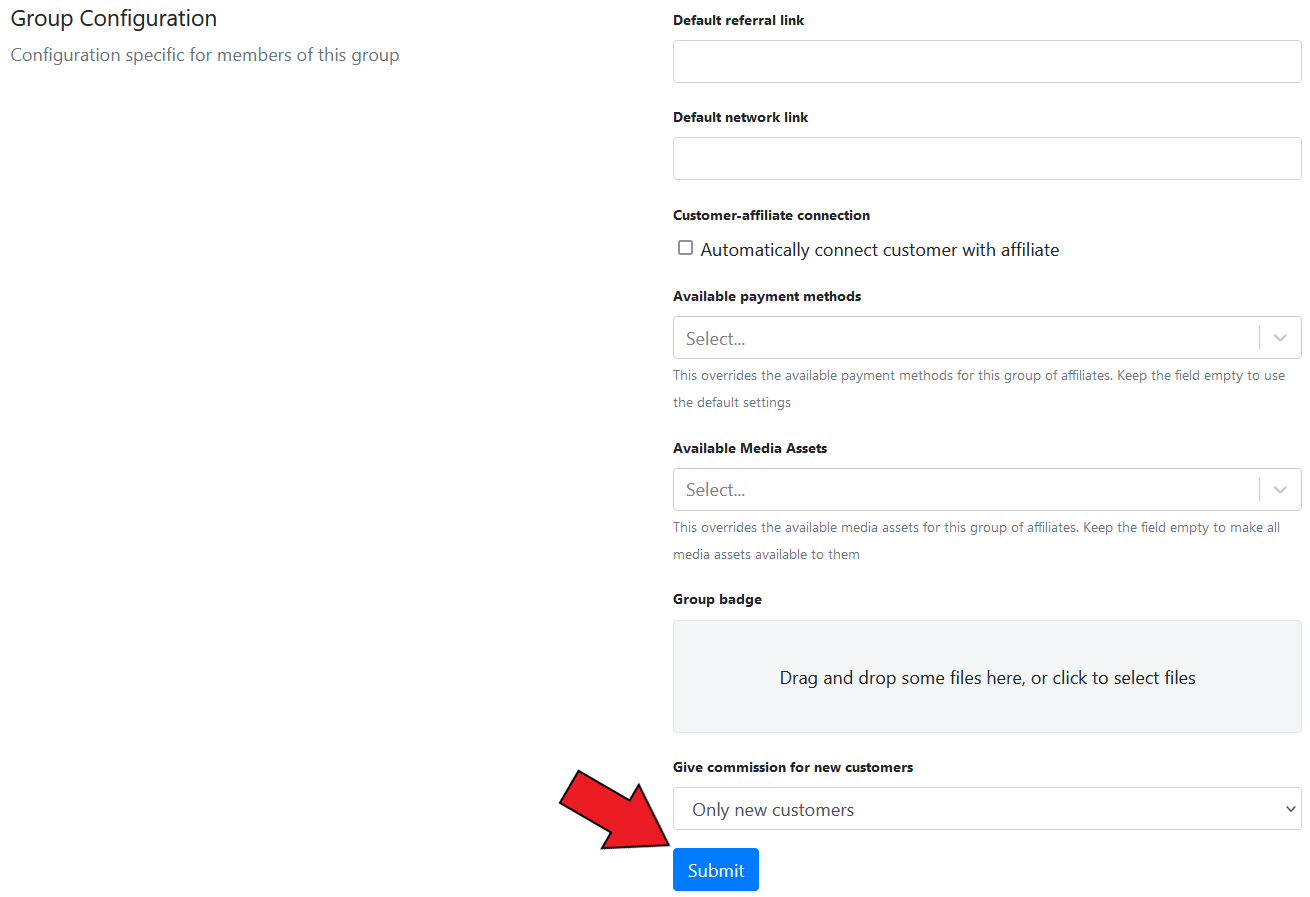 Group Configuration
Configuration specific for members of this group
Default referral link
Default network link
Customer-affiliate connection
Automatically connect customer with affiliate
Available payment methods
Select...
This overrides the available payment methods for this group of affiliates. Keep the field empty to use
the default settings
Available Media Assets
Select...
This overrides the available media assets for this group of affiliates. Keep the field empty to make all
media assets available to them
Group badge
Drag and drop some files here, or click to select files
Give commission for new customers
Only new customers
Submit